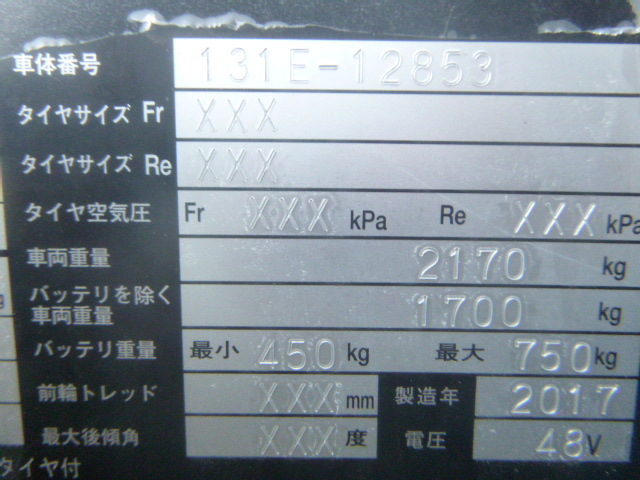 車体番号 131E-12853
タイヤサイズ Fr XXX
タイヤサイズ Re XXX
タイヤ空気圧 Fr XXX kPa Re XXX kPa
車両重量 2170 kg
バッテリを除く
車両重量 1700 kg
バッテリ重量 最小 450 kg 最大 750 kg
前輪トレッド XXX mm 製造年 2017
最大後傾角 XXX 度 電圧 48 V
タイヤ付